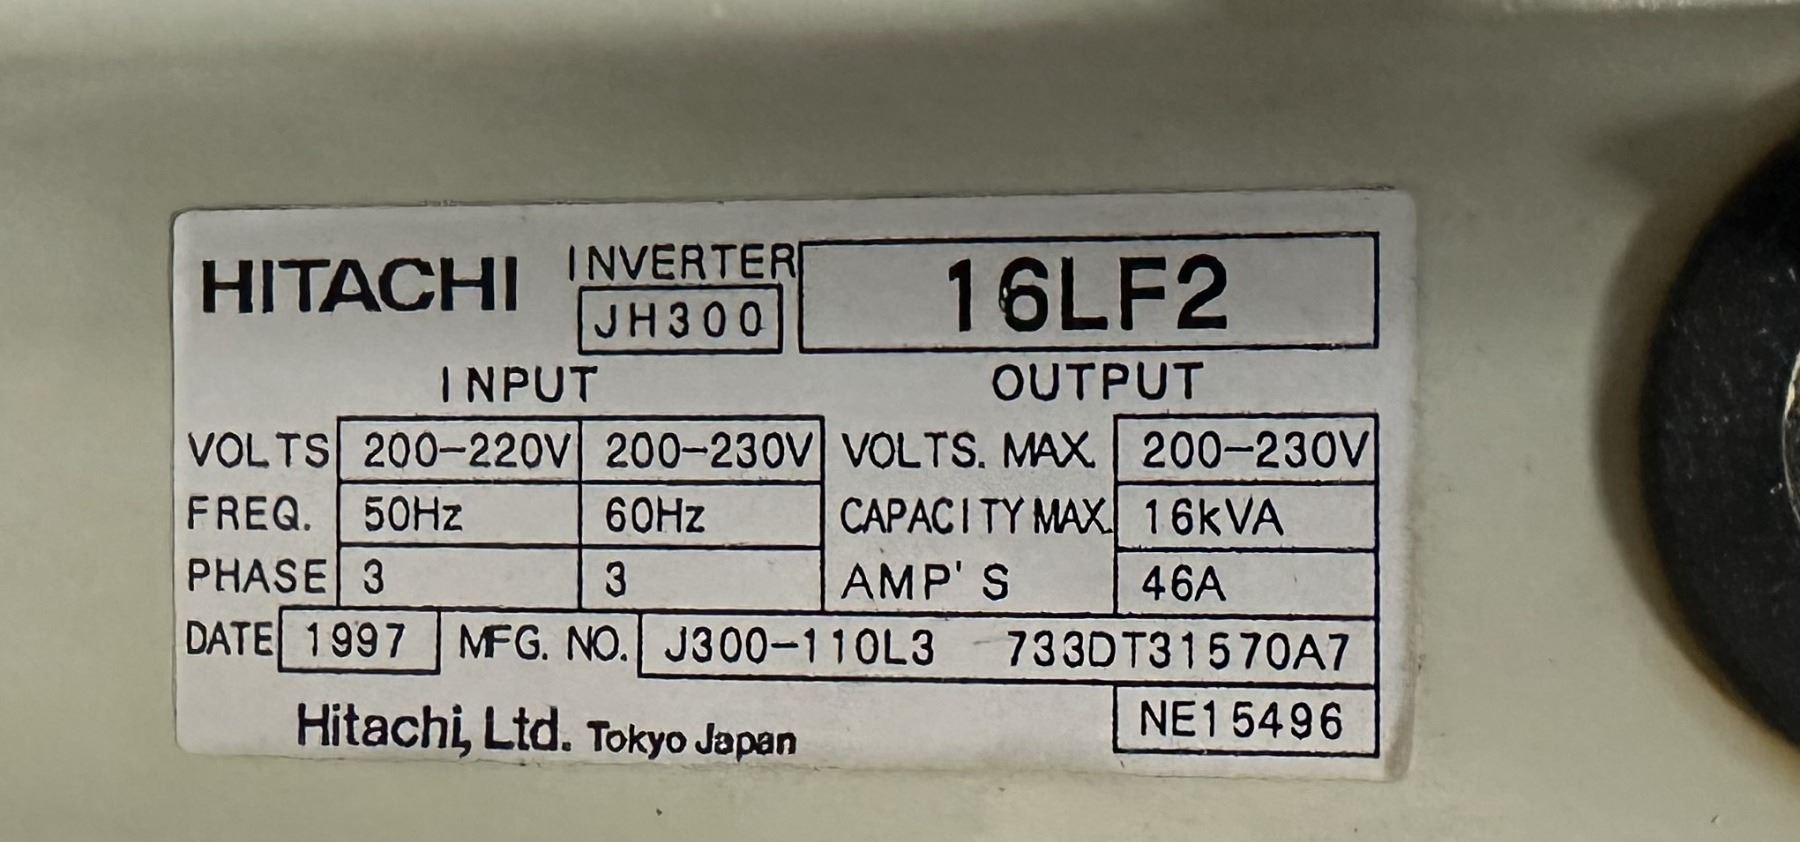 HITACHI INVERTER JH300 16LF2
INPUT OUTPUT
VOLTS 200-220V 200-230V VOLTS. MAX. 200-230V
FREQ. 50Hz 60Hz CAPACITY MAX. 16kVA
PHASE 3 3 AMP'S 46A
DATE 1997 MFG. NO. J300-110L3 733DT31570A7
NE15496
Hitachi, Ltd. Tokyo Japan